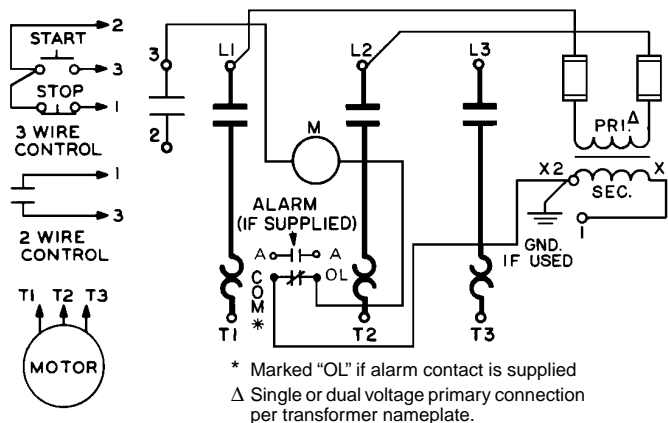 2
START
3
STOP
1
3 WIRE
CONTROL
1
3
2 WIRE
CONTROL
T1 T2 T3
MOTOR
3
2
L1
L2
L3
M
ALARM
(IF SUPPLIED)
A
A
COM
*
OL
T1
T2
T3
PRI. Δ
X2
X
SEC.
1
GND.
IF USED
* Marked "OL" if alarm contact is supplied
Δ Single or dual voltage primary connection
per transformer nameplate.